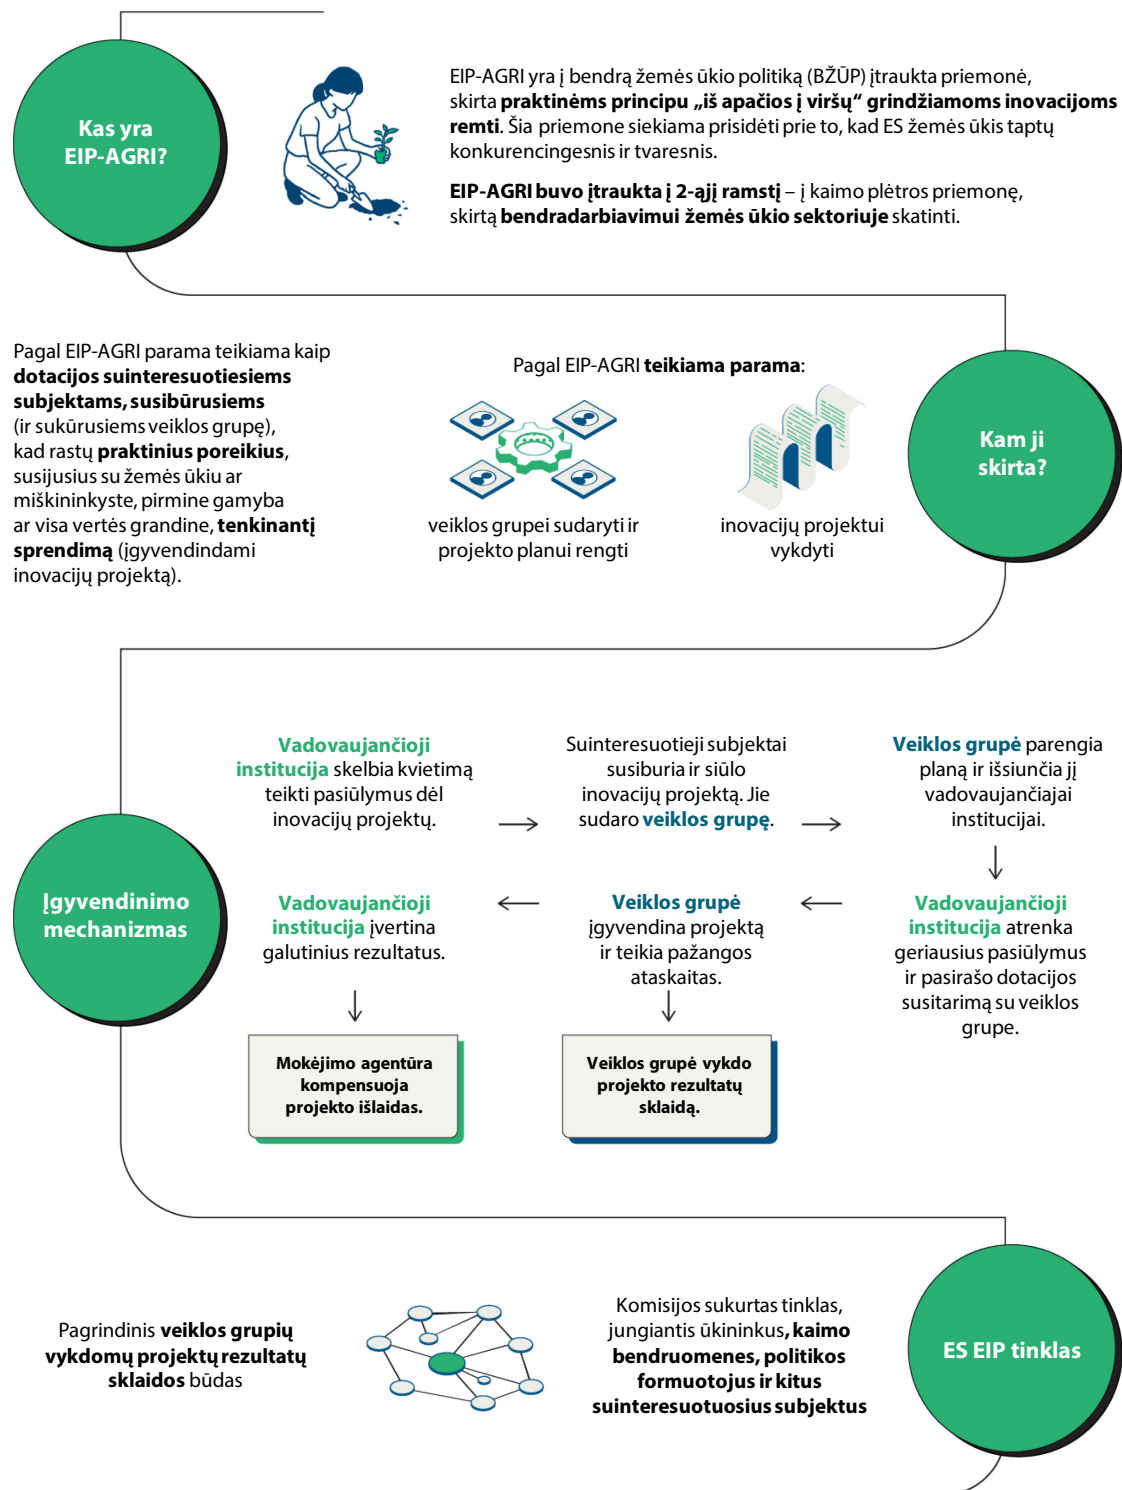 Kas yra
EIP-AGRI?
EIP-AGRI yra į bendrą žemės ūkio politiką (BŽŪP) įtraukta priemonė,
skirta praktinėms principu „iš apačios į viršų“ grindžiamoms inovacijoms
remti. Šia priemone siekiama prisidėti prie to, kad ES žemės ūkis taptų
konkurencingesnis ir tvaresnis.
EIP-AGRI buvo įtraukta į 2-ąjį ramstį – į kaimo plėtros priemonę,
skirtą bendradarbiavimui žemės ūkio sektoriuje skatinti.
Pagal EIP-AGRI parama teikiama kaip
dotacijos suinteresuotiesiems
subjektams, susibūrusiems
(ir sukūrusiems veiklos grupę),
kad rastų praktinius poreikius,
susijusius su žemės ūkiu ar
miškininkyste, pirmine gamyba
ar visa vertės grandine, tenkinantį
sprendimą (įgyvendindami
inovacijų projektą).
Pagal EIP-AGRI teikiama parama:
veiklos grupei sudaryti ir
projekto planui rengti
inovacijų projektui
vykdyti
Kam ji
skirta?
Įgyvendinimo
mechanizmas
Vadovaujančioji
institucija skelbia kvietimą
teikti pasiūlymus dėl
inovacijų projektų.
Suinteresuotieji subjektai
susiburia ir siūlo
inovacijų projektą. Jie
sudaro veiklos grupę.
Veiklos grupė parengia
planą ir išsiunčia jį
vadovaujančiajai
institucijai.
Vadovaujančioji
institucija atrenka
geriausius pasiūlymus
ir pasirašo dotacijos
susitarimą su veiklos
grupe.
Veiklos grupė
įgyvendina projektą
ir teikia pažangos
ataskaitas.
Vadovaujančioji
institucija įvertina
galutinius rezultatus.
Mokėjimo agentūra
kompensuoja
projekto išlaidas.
Veiklos grupė vykdo
projekto rezultatų
sklaidą.
Pagrindinis veiklos grupių
vykdomų projektų rezultatų
sklaidos būdas
Komisijos sukurtas tinklas,
jungiantis ūkininkus, kaimo
bendruomenes, politikos
formuotojus ir kitus
suinteresuotuosius subjektus
ES EIP tinklas